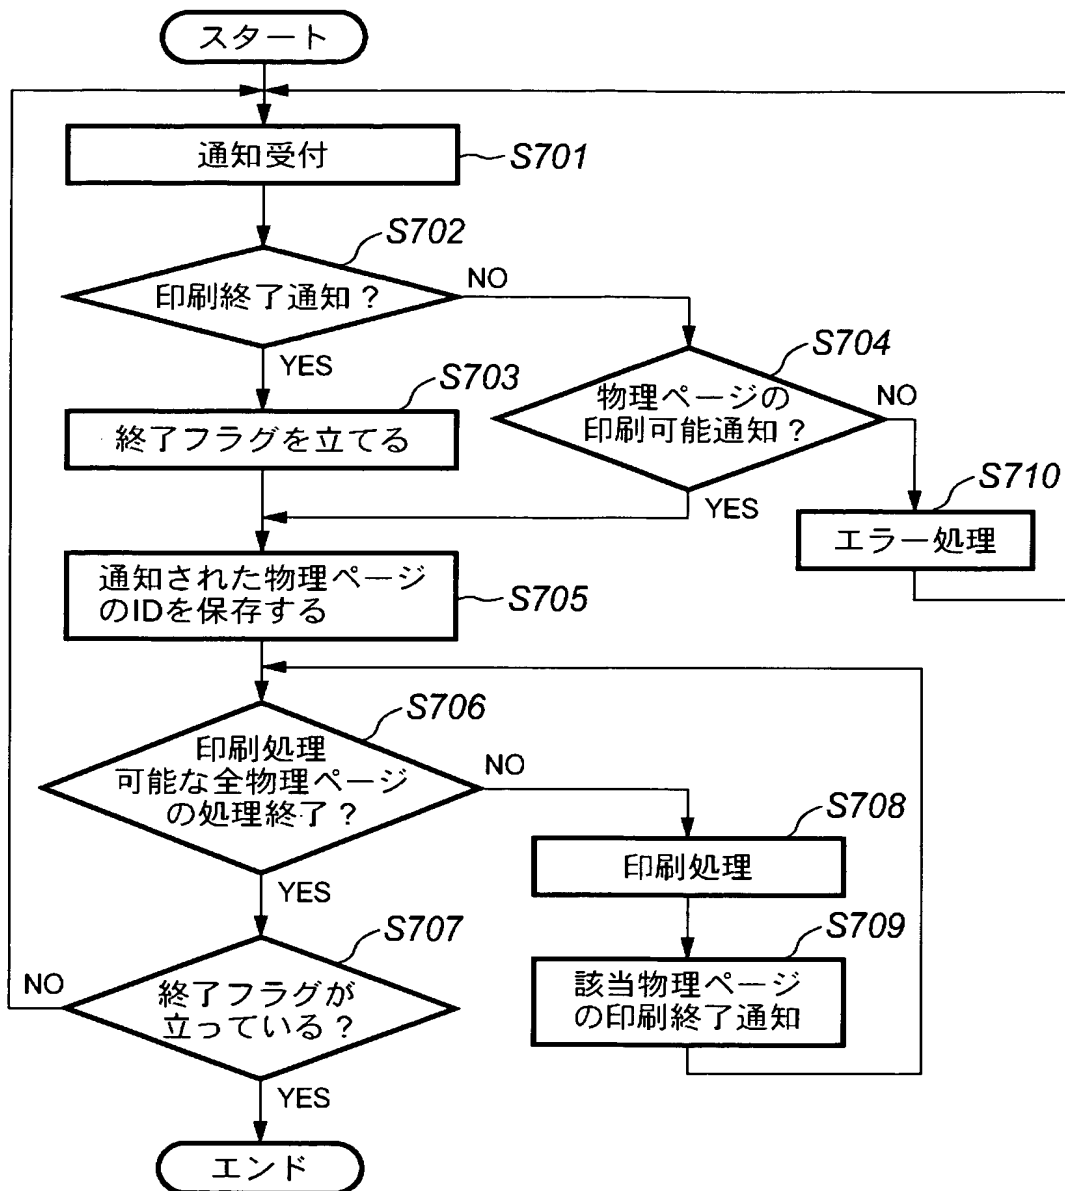 スタート
通知受付
S701
S702
印刷終了通知？
NO
YES
S703
終了フラグを立てる
S704
物理ページの
印刷可能通知？
NO
YES
S710
エラー処理
通知された物理ページ
のIDを保存する
S705
S706
印刷処理
可能な全物理ページ
の処理終了？
NO
YES
S708
印刷処理
S709
該当物理ページ
の印刷終了通知
S707
終了フラグが
立っている？
NO
YES
エンド